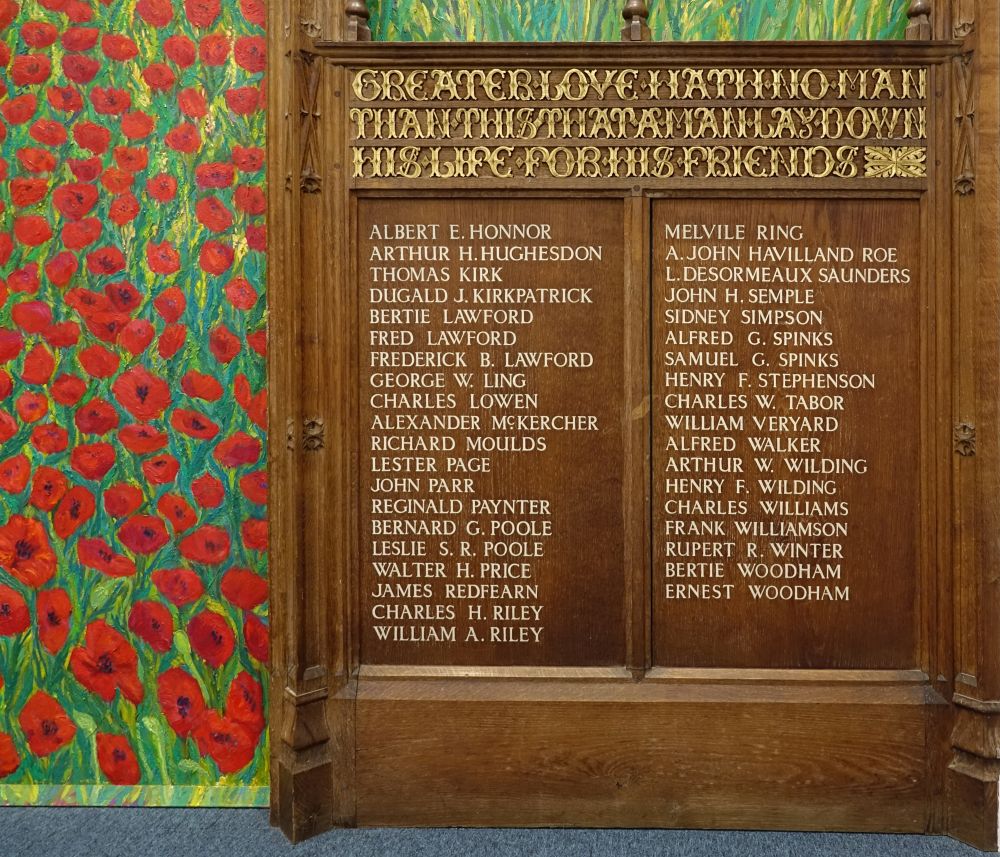 GREATER·LOVE·HATH·NO·MAN
THAN·THIS·THAT·A·MAN·LAY·DOWN
HIS·LIFE·FOR·HIS·FRIENDS
ALBERT E. HONNOR
ARTHUR H. HUGHESDON
THOMAS KIRK
DUGALD J. KIRKPATRICK
BERTIE LAWFORD
FRED LAWFORD
FREDERICK B. LAWFORD
GEORGE W. LING
CHARLES LOWEN
ALEXANDER McKERCHER
RICHARD MOULDS
LESTER PAGE
JOHN PARR
REGINALD PAYNTER
BERNARD G. POOLE
LESLIE S. R. POOLE
WALTER H. PRICE
JAMES REDFEARN
CHARLES H. RILEY
WILLIAM A. RILEY
MELVILE RING
A. JOHN HAVILLAND ROE
L. DESORMEAUX SAUNDERS
JOHN H. SEMPLE
SIDNEY SIMPSON
ALFRED G. SPINKS
SAMUEL G. SPINKS
HENRY F. STEPHENSON
CHARLES W. TABOR
WILLIAM VERYARD
ALFRED WALKER
ARTHUR W. WILDING
HENRY F. WILDING
CHARLES WILLIAMS
FRANK WILLIAMSON
RUPERT R. WINTER
BERTIE WOODHAM
ERNEST WOODHAM